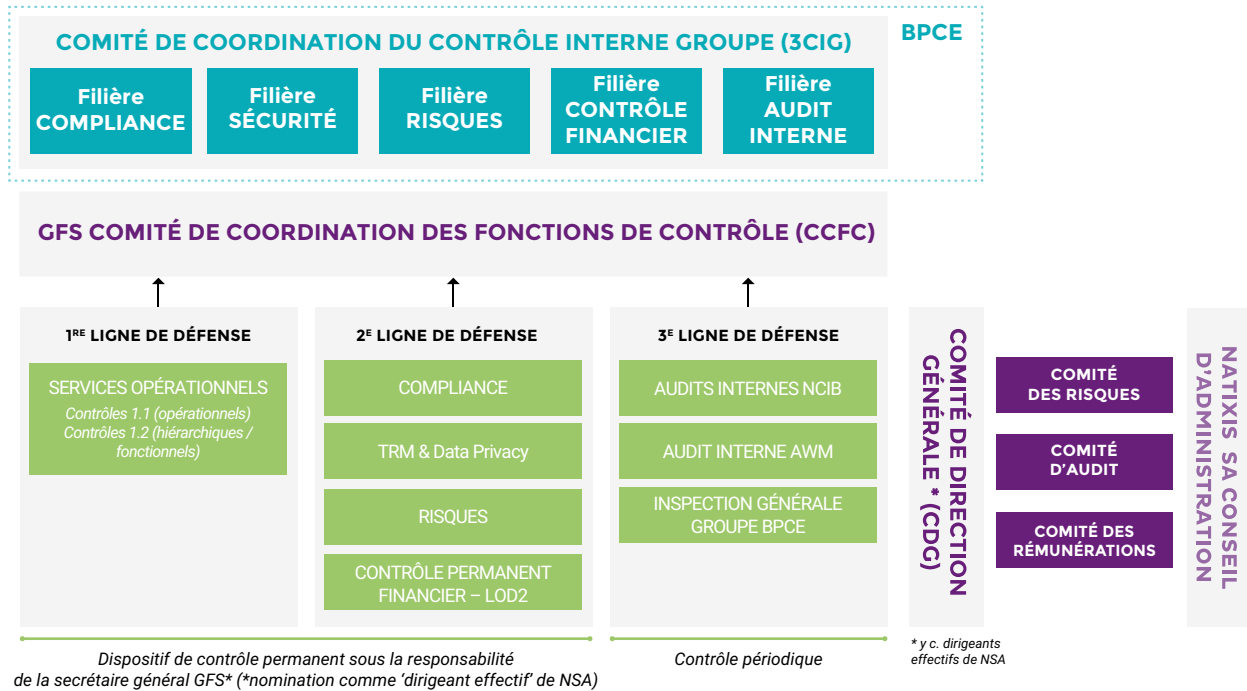 BPCE
COMITÉ DE COORDINATION DU CONTRÔLE INTERNE GROUPE (3CIG)
Filière
COMPLIANCE
Filière
SÉCURITÉ
Filière
RISQUES
Filière
CONTRÔLE
FINANCIER
Filière
AUDIT
INTERNE
GFS COMITÉ DE COORDINATION DES FONCTIONS DE CONTRÔLE (CCFC)
1RE LIGNE DE DÉFENSE
SERVICES OPÉRATIONNELS
Contrôles 1.1 (opérationnels)
Contrôles 1.2 (hiérarchiques /
fonctionnels)
2E LIGNE DE DÉFENSE
COMPLIANCE
TRM & Data Privacy
RISQUES
CONTRÔLE PERMANENT
FINANCIER – LOD2
3E LIGNE DE DÉFENSE
AUDITS INTERNES NCIB
AUDIT INTERNE AWM
INSPECTION GÉNÉRALE
GROUPE BPCE
COMITÉ DE DIRECTION
GÉNÉRALE * (CDG)
COMITÉ
DES RISQUES
COMITÉ
D'AUDIT
COMITÉ DES
RÉMUNÉRATIONS
NATIXIS SA CONSEIL
D'ADMINISTRATION
Dispositif de contrôle permanent sous la responsabilité
de la secrétaire général GFS* (*nomination comme 'dirigeant effectif' de NSA)
Contrôle périodique
* y c. dirigeants
effectifs de NSA